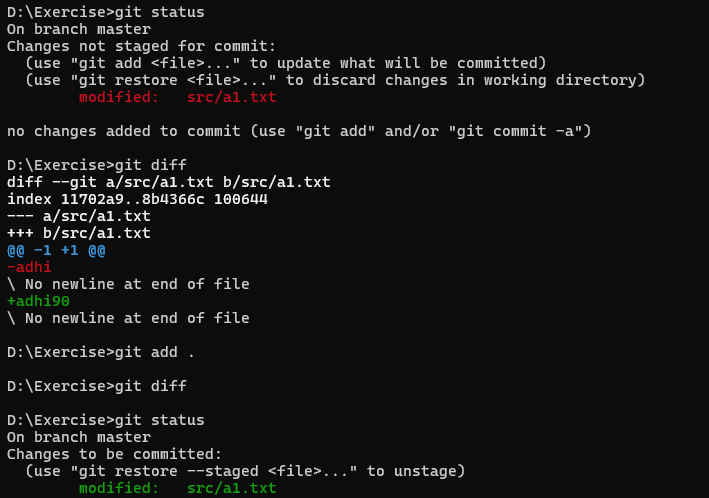 D:\Exercise>git status
On branch master
Changes not staged for commit:
  (use "git add <file>..." to update what will be committed)
  (use "git restore <file>..." to discard changes in working directory)
        modified:   src/a1.txt

no changes added to commit (use "git add" and/or "git commit -a")

D:\Exercise>git diff
diff --git a/src/a1.txt b/src/a1.txt
index 11702a9..8b4366c 100644
--- a/src/a1.txt
+++ b/src/a1.txt
@@ -1 +1 @@
-adhi
\ No newline at end of file
+adhi90
\ No newline at end of file

D:\Exercise>git add .

D:\Exercise>git diff

D:\Exercise>git status
On branch master
Changes to be committed:
  (use "git restore --staged <file>..." to unstage)
        modified:   src/a1.txt